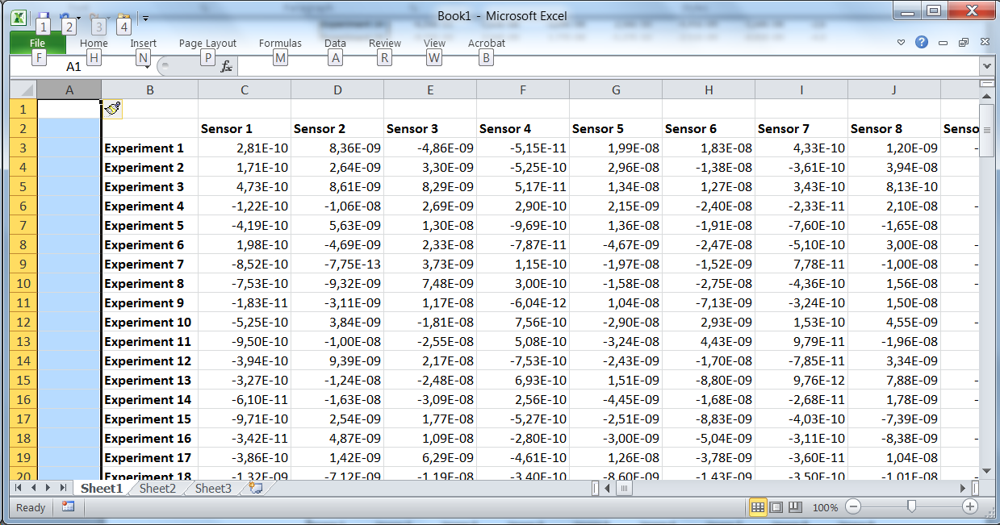 Book1 - Microsoft Excel
1 2 3 4
File Home Insert Page Layout Formulas Data Review View Acrobat
F H N P M A R W B
A1 fx
A B C D E F G H I J
1
2 Sensor 1 Sensor 2 Sensor 3 Sensor 4 Sensor 5 Sensor 6 Sensor 7 Sensor 8 Senso
3 Experiment 1 2,81E-10 8,36E-09 -4,86E-09 -5,15E-11 1,99E-08 1,83E-08 4,33E-10 1,20E-09 -
4 Experiment 2 1,71E-10 2,64E-09 3,30E-09 -5,25E-10 2,96E-08 -1,38E-08 -3,61E-10 3,94E-08
5 Experiment 3 4,73E-10 8,61E-09 8,29E-09 5,17E-11 1,34E-08 1,27E-08 3,43E-10 8,13E-10
6 Experiment 4 -1,22E-10 -1,06E-08 2,69E-09 2,90E-10 2,15E-09 -2,40E-08 -2,33E-11 2,10E-08 -
7 Experiment 5 -4,19E-10 5,63E-09 1,30E-08 -9,69E-10 1,36E-08 -1,91E-08 -7,60E-10 -1,65E-08
8 Experiment 6 1,98E-10 -4,69E-09 2,33E-08 -7,87E-11 -4,67E-09 -2,47E-08 -5,10E-10 3,00E-08 -
9 Experiment 7 -8,52E-10 -7,75E-13 3,73E-09 1,15E-10 -1,97E-08 -1,52E-09 7,78E-11 -1,00E-08 -
10 Experiment 8 -7,53E-10 -9,32E-09 7,48E-09 3,00E-10 -1,58E-08 -2,75E-08 -4,36E-10 1,56E-08 -
11 Experiment 9 -1,83E-11 -3,11E-09 1,17E-08 -6,04E-12 1,04E-08 -7,13E-09 -3,24E-10 1,50E-08 -
12 Experiment 10 -5,25E-10 3,84E-09 -1,81E-08 7,56E-10 -2,90E-08 2,93E-09 1,53E-10 4,55E-09 -
13 Experiment 11 -9,50E-10 -1,00E-08 -2,55E-08 5,08E-10 -3,24E-08 4,43E-09 9,79E-11 -1,96E-08
14 Experiment 12 -3,94E-10 9,39E-09 2,17E-08 -7,53E-10 -2,43E-09 -1,70E-08 -7,85E-11 3,34E-09
15 Experiment 13 -3,27E-10 -1,24E-08 -2,48E-08 6,93E-10 1,51E-09 -8,80E-09 9,76E-12 7,88E-09 -
16 Experiment 14 -6,10E-11 -1,63E-08 -3,09E-08 2,56E-10 -4,45E-09 -1,68E-08 -2,68E-11 1,78E-09 -
17 Experiment 15 -9,71E-10 2,54E-09 1,77E-08 -5,27E-10 -2,51E-09 -8,83E-09 -4,03E-10 -7,39E-09
18 Experiment 16 -3,42E-11 4,87E-09 1,09E-08 -2,80E-10 -3,00E-09 -5,04E-09 -3,11E-10 -8,38E-09 -
19 Experiment 17 -3,86E-10 1,42E-09 6,29E-09 -4,61E-10 1,26E-08 -3,78E-09 -3,60E-11 1,04E-08 -
20 Experiment 18 -1,32E-09 -7,12E-09 -1,19E-08 -3,40E-10 -8,60E-09 -1,43E-09 -3,50E-10 -1,01E-08 -
Sheet1 Sheet2 Sheet3
Ready 100%